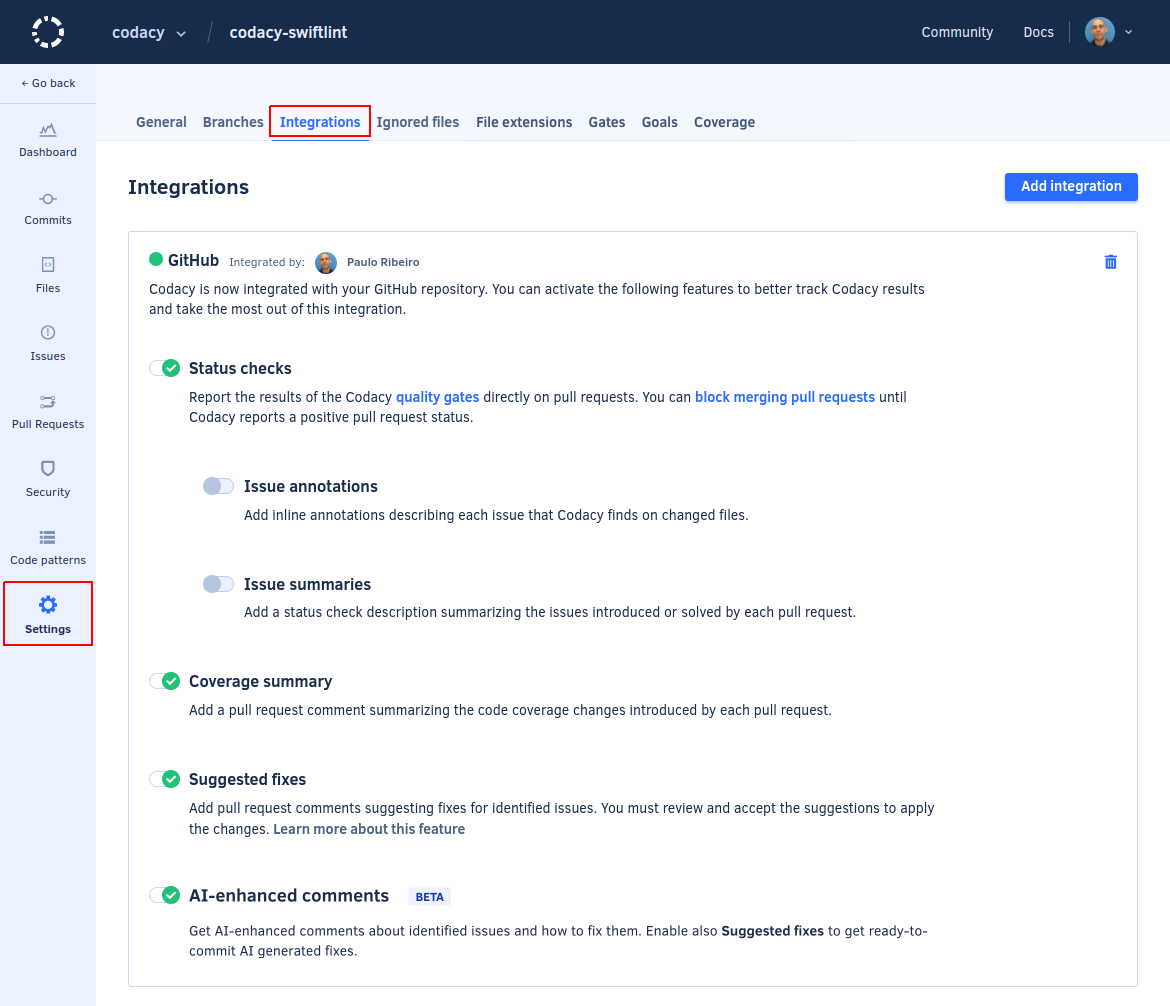 codacy
codacy-swiftlint
Community
Docs
← Go back
Dashboard
Commits
Files
Issues
Pull Requests
Security
Code patterns
Settings
General
Branches
Integrations
Ignored files
File extensions
Gates
Goals
Coverage
Integrations
Add integration
GitHub
Integrated by:
Paulo Ribeiro
Codacy is now integrated with your GitHub repository. You can activate the following features to better track Codacy results
and take the most out of this integration.
Status checks
Report the results of the Codacy quality gates directly on pull requests. You can block merging pull requests until
Codacy reports a positive pull request status.
Issue annotations
Add inline annotations describing each issue that Codacy finds on changed files.
Issue summaries
Add a status check description summarizing the issues introduced or solved by each pull request.
Coverage summary
Add a pull request comment summarizing the code coverage changes introduced by each pull request.
Suggested fixes
Add pull request comments suggesting fixes for identified issues. You must review and accept the suggestions to apply
the changes. Learn more about this feature
AI-enhanced comments
BETA
Get AI-enhanced comments about identified issues and how to fix them. Enable also Suggested fixes to get ready-to-
commit AI generated fixes.